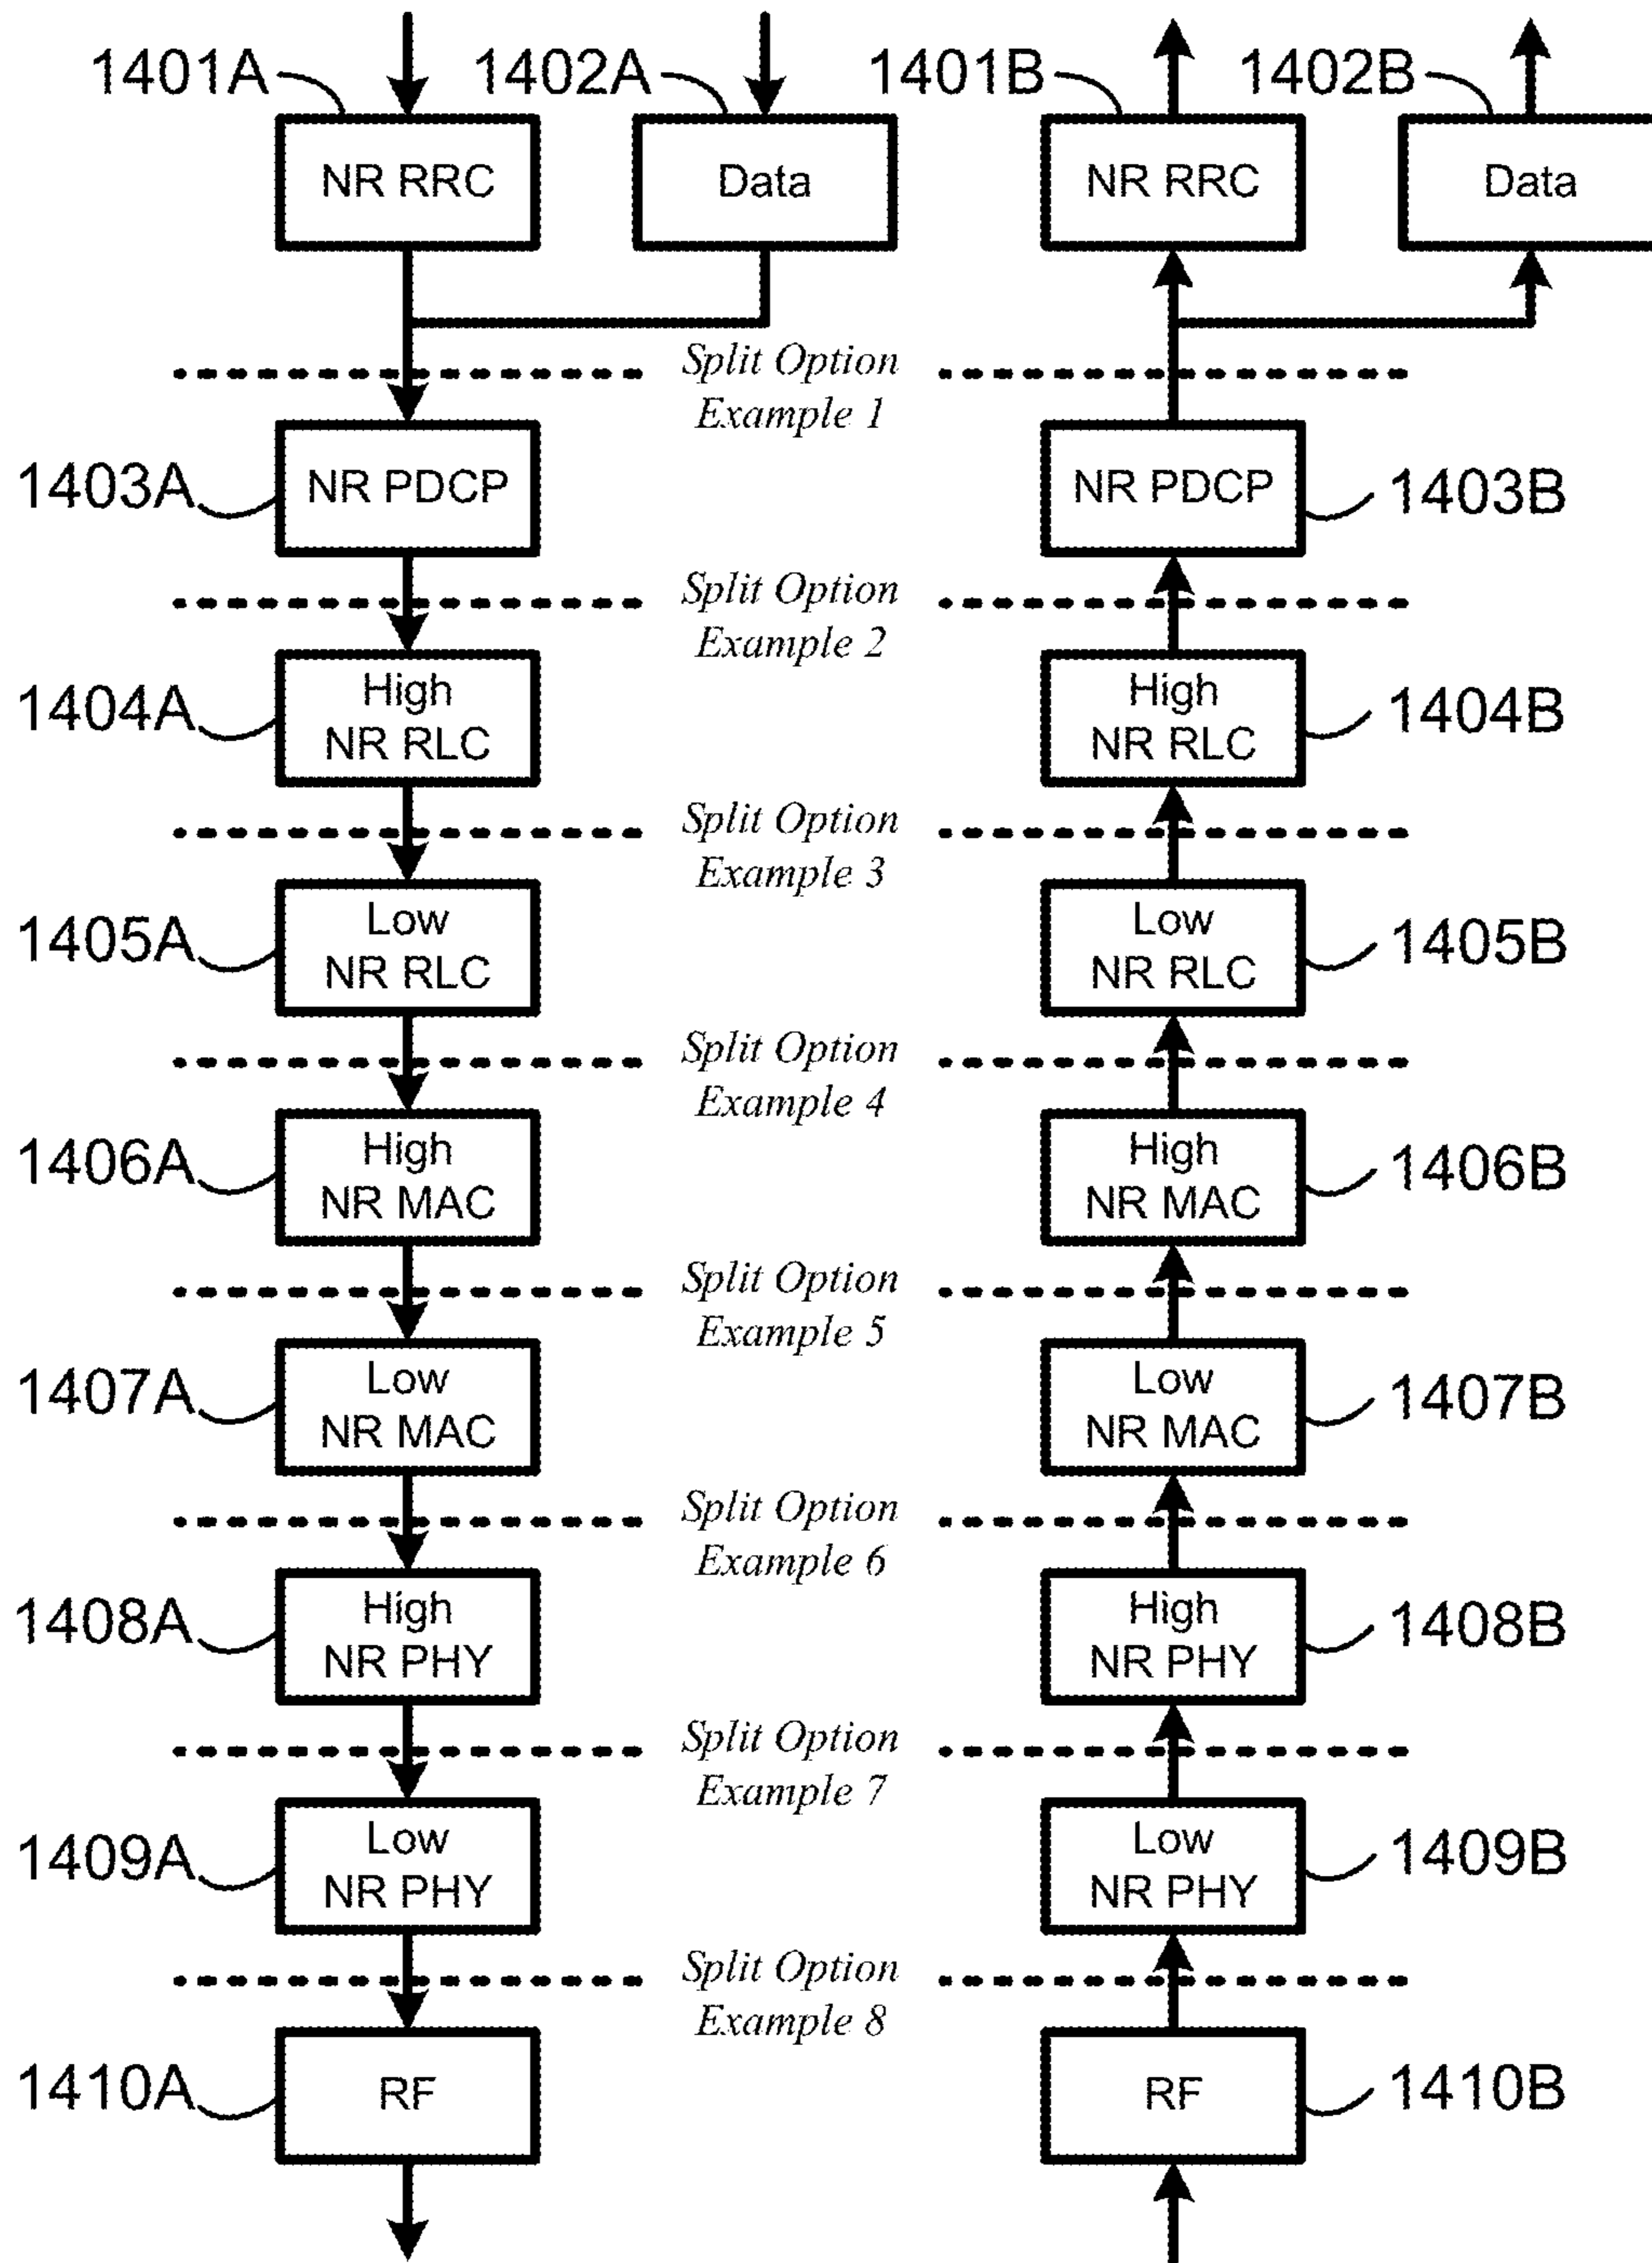 1401A
1402A
1401B
1402B
NR RRC
Data
NR RRC
Data
Split Option
Example 1
1403A
NR PDCP
NR PDCP
1403B
Split Option
Example 2
1404A
High
NR RLC
High
NR RLC
1404B
Split Option
Example 3
1405A
Low
NR RLC
Low
NR RLC
1405B
Split Option
Example 4
1406A
High
NR MAC
High
NR MAC
1406B
Split Option
Example 5
1407A
Low
NR MAC
Low
NR MAC
1407B
Split Option
Example 6
1408A
High
NR PHY
High
NR PHY
1408B
Split Option
Example 7
1409A
Low
NR PHY
Low
NR PHY
1409B
Split Option
Example 8
1410A
RF
RF
1410B